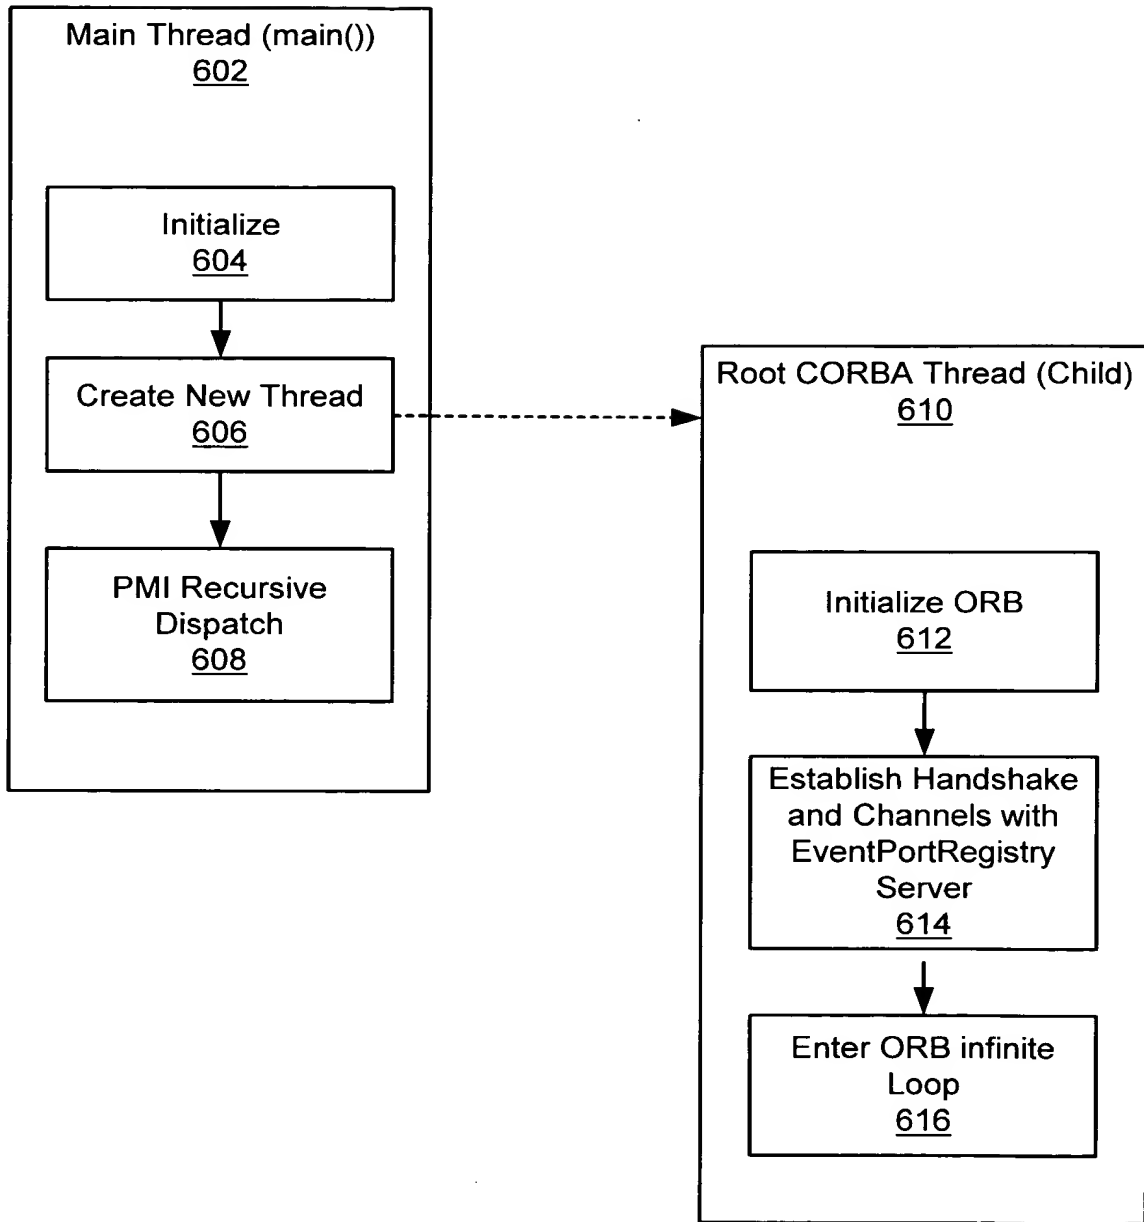 Main Thread (main())
602
Initialize
604
Create New Thread
606
PMI Recursive
Dispatch
608
Root CORBA Thread (Child)
610
Initialize ORB
612
Establish Handshake
and Channels with
EventPortRegistry
Server
614
Enter ORB infinite
Loop
616